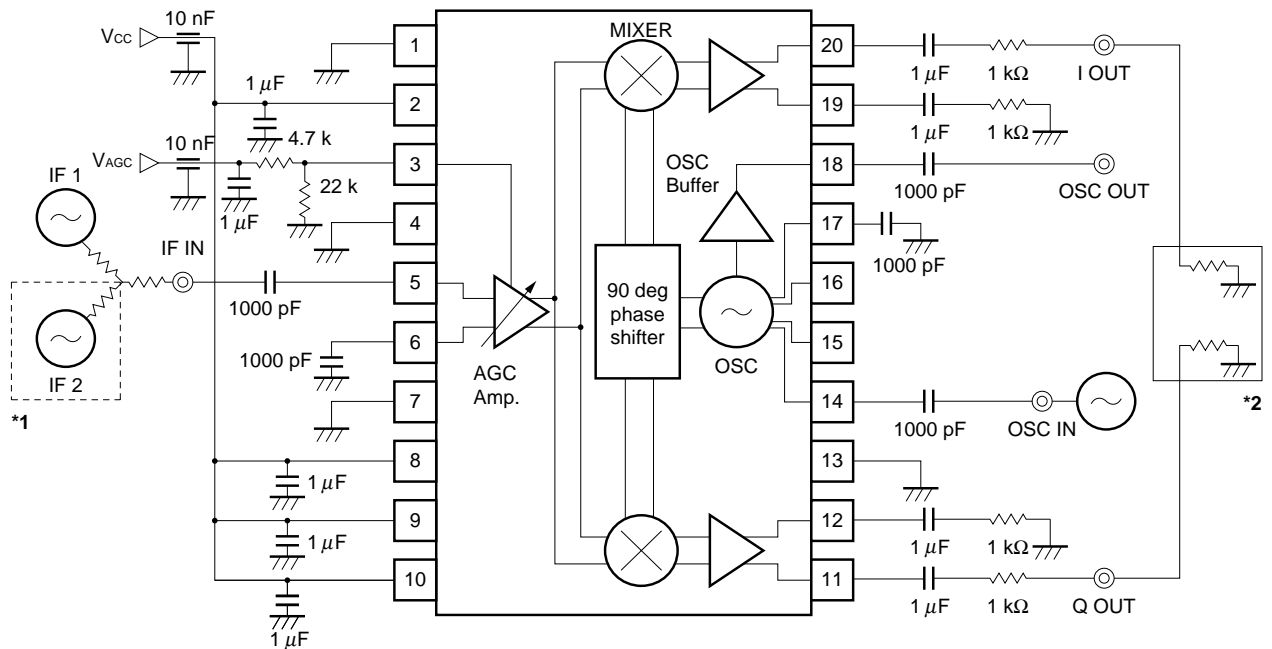 10 nF
VCC
1 µF
4.7 k
10 nF
VAGC
22 k
1 µF
IF 1
IF IN
1000 pF
1000 pF
IF 2
*1
1 µF
1 µF
1 µF
1
2
3
4
5
6
7
8
9
10
MIXER
OSC
Buffer
90 deg
phase
shifter
OSC
AGC
Amp.
20
19
18
17
16
15
14
13
12
11
1 µF
1 kΩ
I OUT
1 µF
1 kΩ
1000 pF
OSC OUT
1000 pF
1000 pF
OSC IN
*2
1 µF
1 kΩ
1 µF
1 kΩ
Q OUT